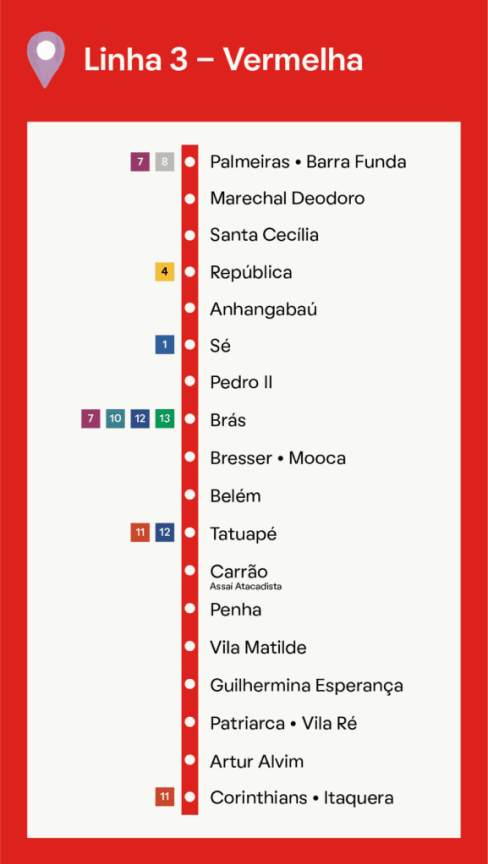 Linha 3 – Vermelha
7 8 Palmeiras • Barra Funda
Marechal Deodoro
Santa Cecília
4 República
Anhangabaú
1 Sé
Pedro II
7 10 12 13 Brás
Bresser • Mooca
Belém
11 12 Tatuapé
Carrão
Assaí Atacadista
Penha
Vila Matilde
Guilhermina Esperança
Patriarca • Vila Ré
Artur Alvim
11 Corinthians • Itaquera